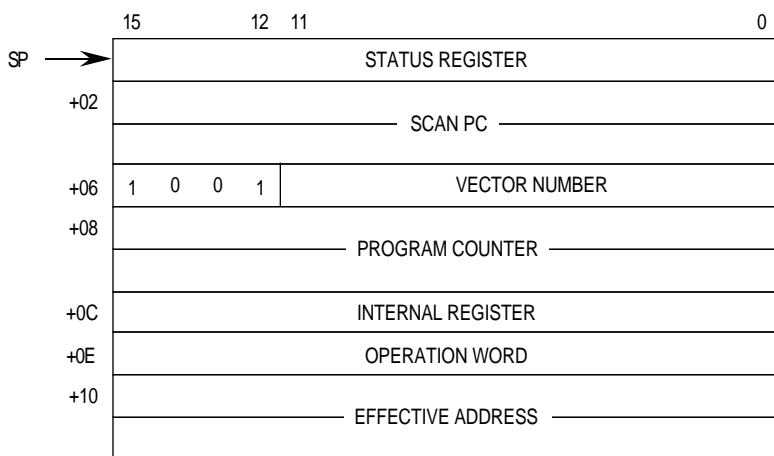 15 12 11 0
SP STATUS REGISTER
+02
SCAN PC
+06 1 0 0 1 VECTOR NUMBER
+08
PROGRAM COUNTER
+0C INTERNAL REGISTER
+0E OPERATION WORD
+10
EFFECTIVE ADDRESS